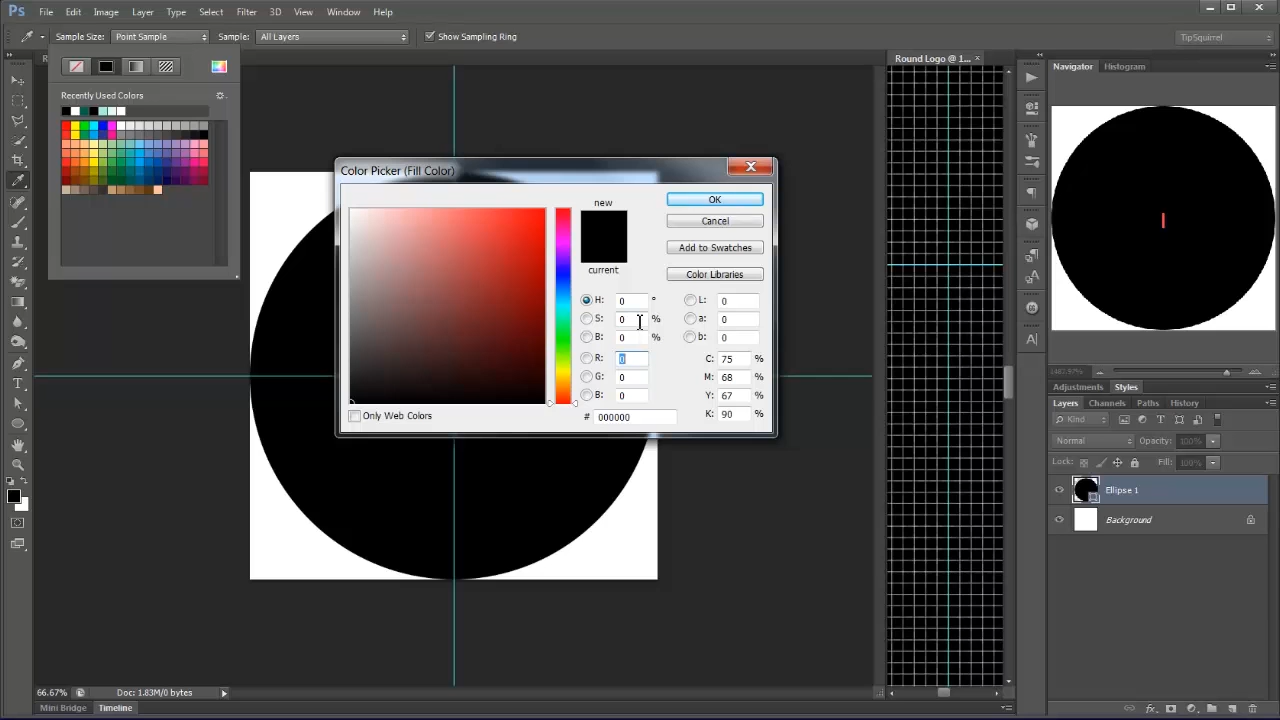 Ps File Edit Image Layer Type Select Filter 3D View Window Help
Sample Size: Point Sample Sample: All Layers Show Sampling Ring TipSquirrel
Round Logo @ 1... ×
Navigator Histogram
Recently Used Colors
Color Picker (Fill Color)
new
current
OK
Cancel
Add to Swatches
Color Libraries
H: 0 ° L: 0
S: 0 % a: 0
B: 0 % b: 0
R: 0 C: 75 %
G: 0 M: 68 %
B: 0 Y: 67 %
# 000000 K: 90 %
Only Web Colors
Adjustments Styles
Layers Channels Paths History
Kind
Normal Opacity: 100%
Lock: Fill: 100%
Ellipse 1
Background
66.67% Doc: 1.83M/0 bytes
Mini Bridge Timeline